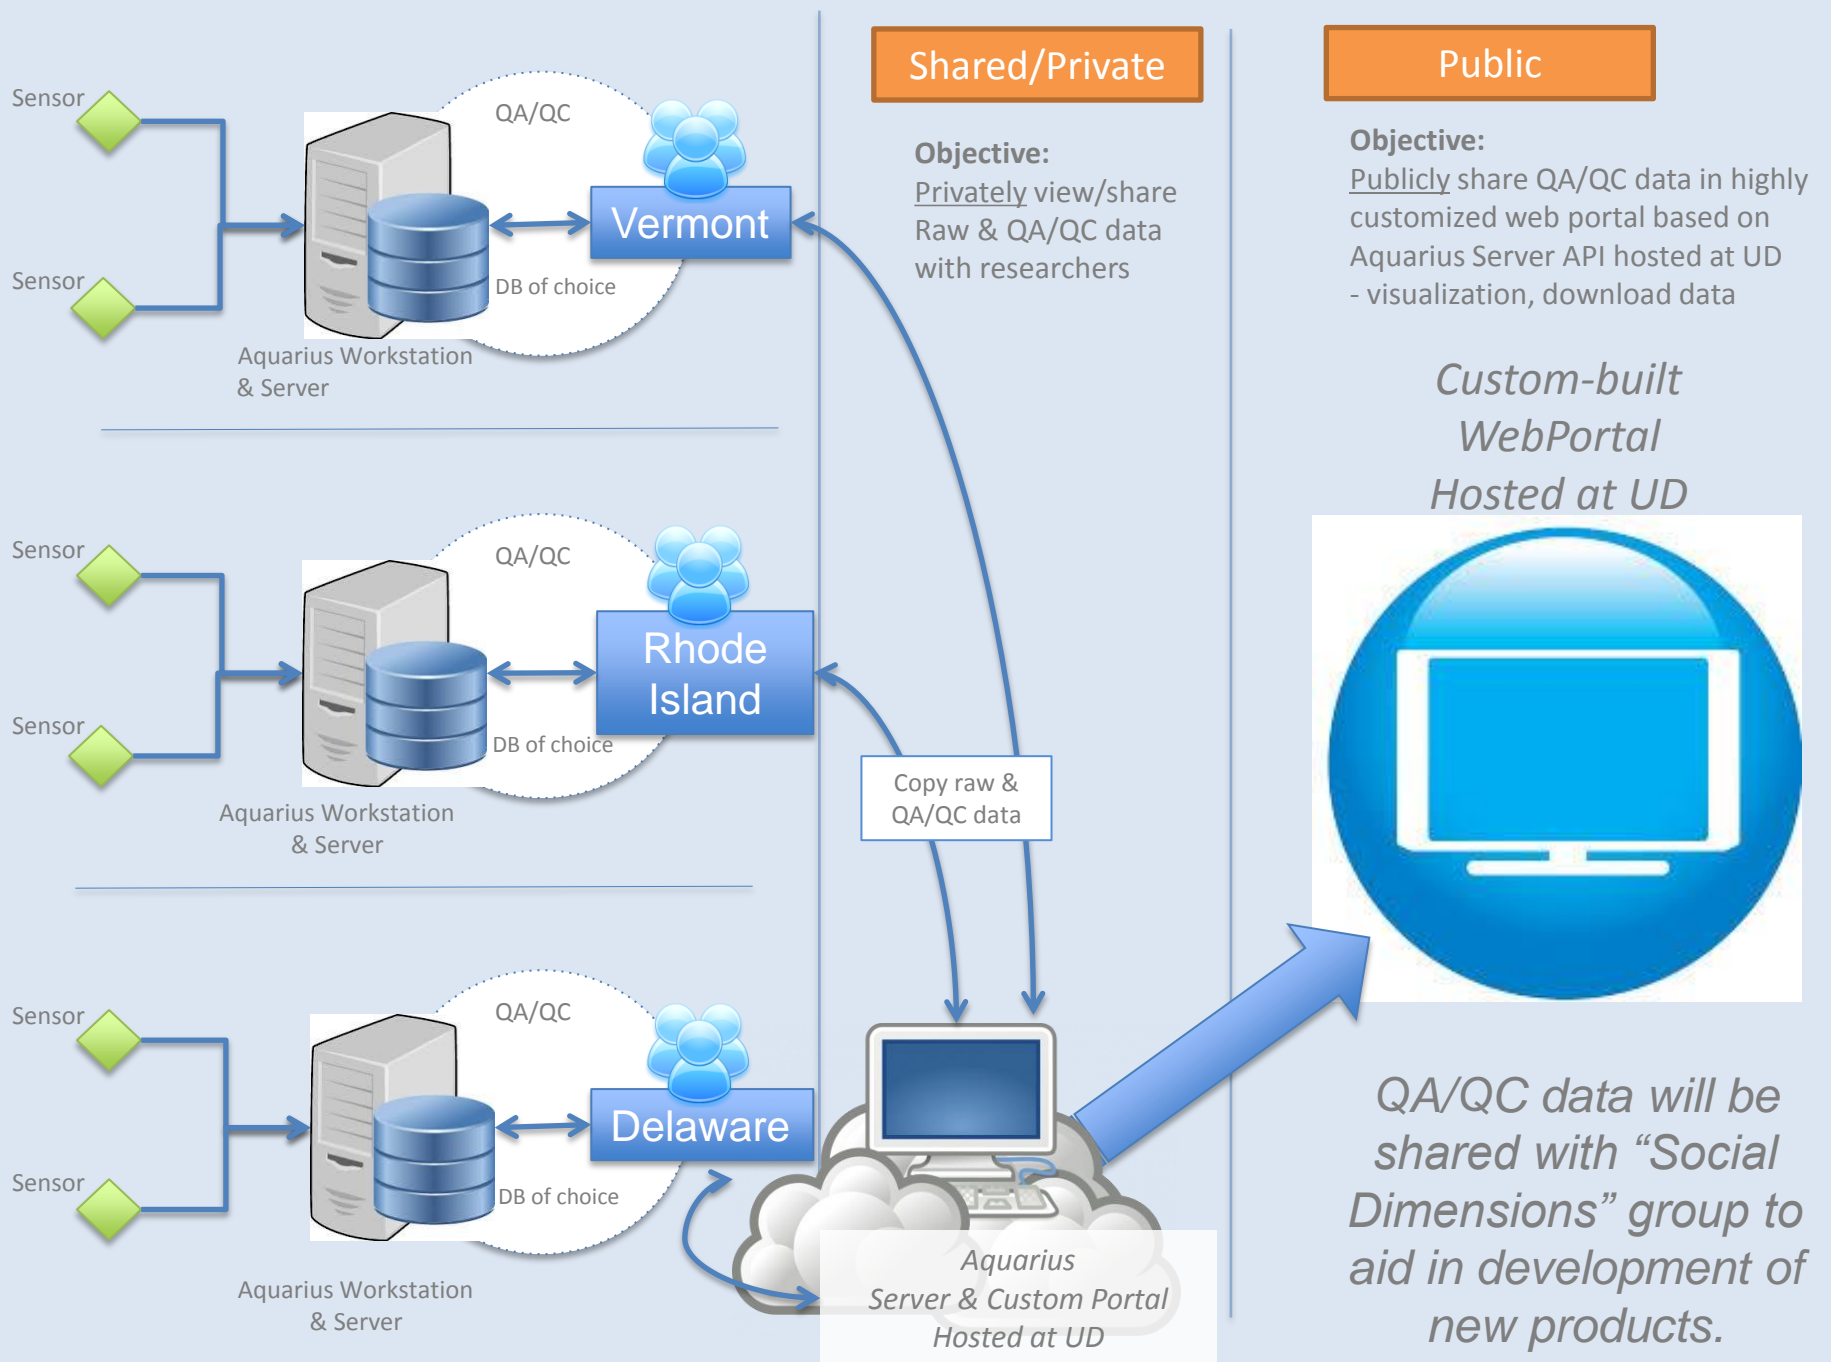 Sensor
QA/QC
Vermont
Sensor
DB of choice
Aquarius Workstation
& Server
Sensor
QA/QC
Rhode
Island
Sensor
DB of choice
Aquarius Workstation
& Server
Sensor
QA/QC
Delaware
Sensor
DB of choice
Aquarius Workstation
& Server
Shared/Private
Objective:
Privately view/share
Raw & QA/QC data
with researchers
Copy raw &
QA/QC data
Aquarius
Server & Custom Portal
Hosted at UD
Public
Objective:
Publicly share QA/QC data in highly
customized web portal based on
Aquarius Server API hosted at UD
- visualization, download data
Custom-built
WebPortal
Hosted at UD
QA/QC data will be
shared with “Social
Dimensions” group to
aid in development of
new products.